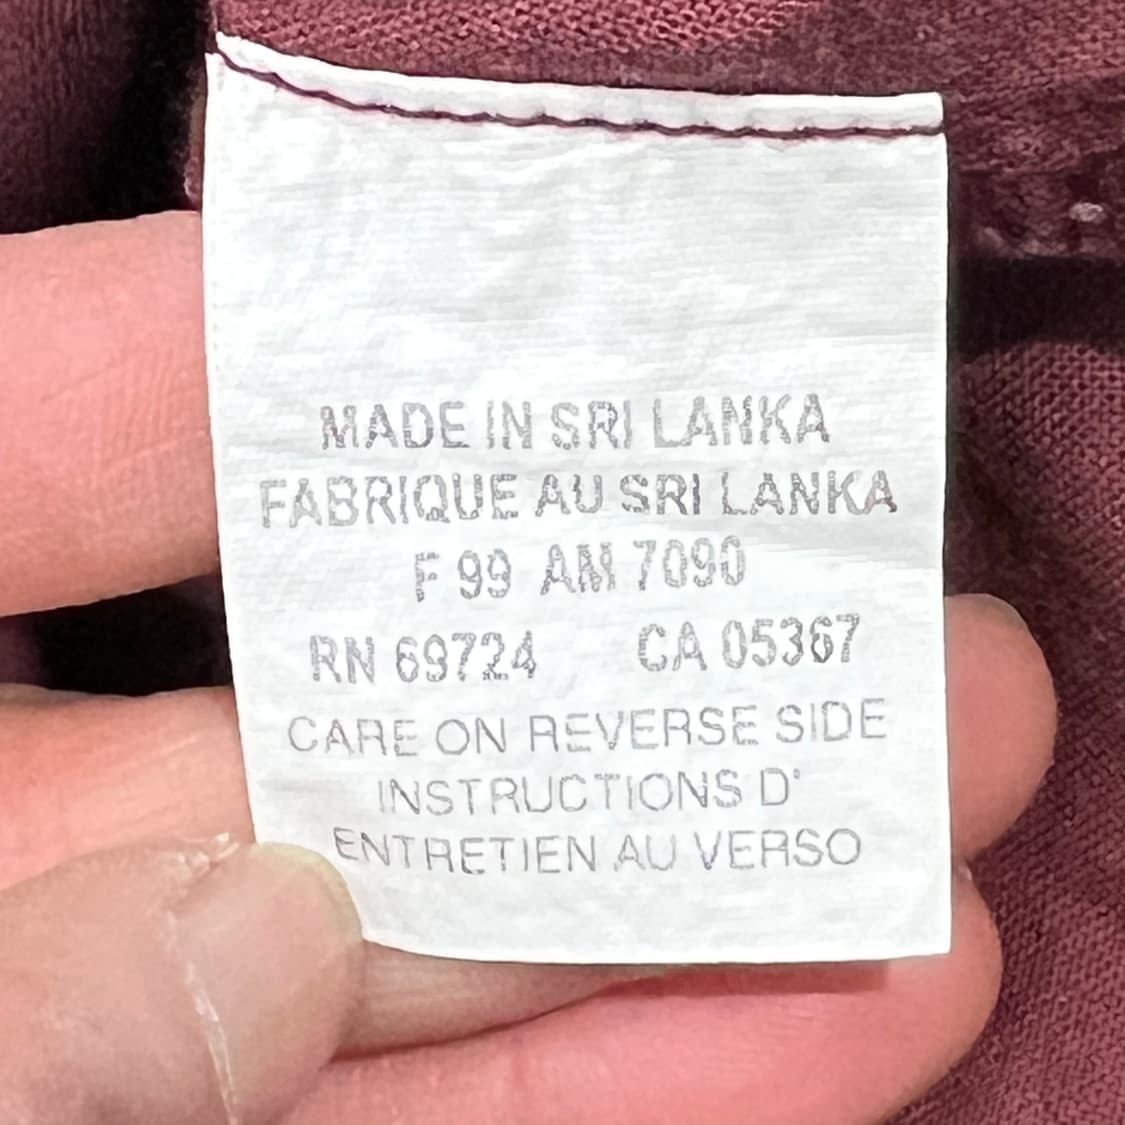 MADE IN SRI LANKA
FABRIQUE AU SRI LANKA
F 99 AM 7090
RN 69724 CA 05367
CARE ON REVERSE SIDE
INSTRUCTIONS D'
ENTRETIEN AU VERSO